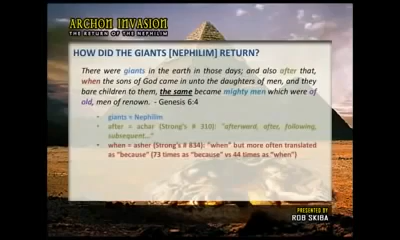 ARCHON INVASION
THE RETURN OF THE NEPHILIM
HOW DID THE GIANTS [NEPHILIM] RETURN?
There were giants in the earth in those days; and also after that,
when the sons of God came in unto the daughters of men, and they
bare children to them, the same became mighty men which were of
old, men of renown. - Genesis 6:4
• giants = Nephilim
• after = achar (Strong's # 310): "afterward, after, following,
subsequent..."
• when = asher (Strong's # 834): "when" but more often translated
as "because" (73 times as "because" vs 44 times as "when")
PRESENTED BY
ROB SKIBA